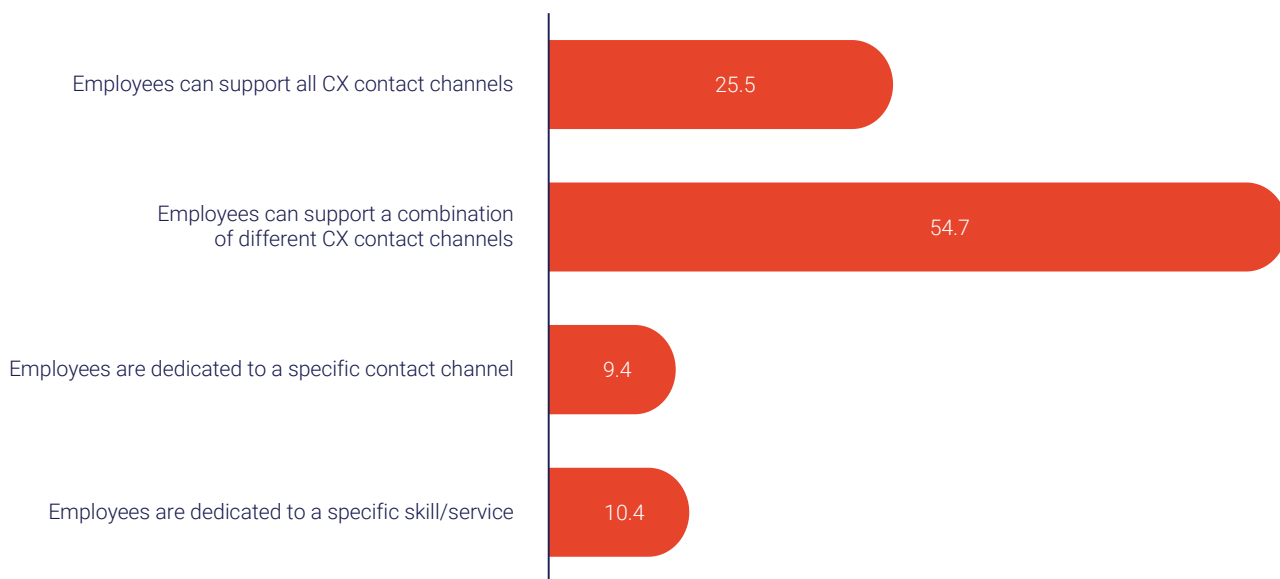 Employees can support all CX contact channels
25.5
Employees can support a combination
of different CX contact channels
54.7
Employees are dedicated to a specific contact channel
9.4
Employees are dedicated to a specific skill/service
10.4